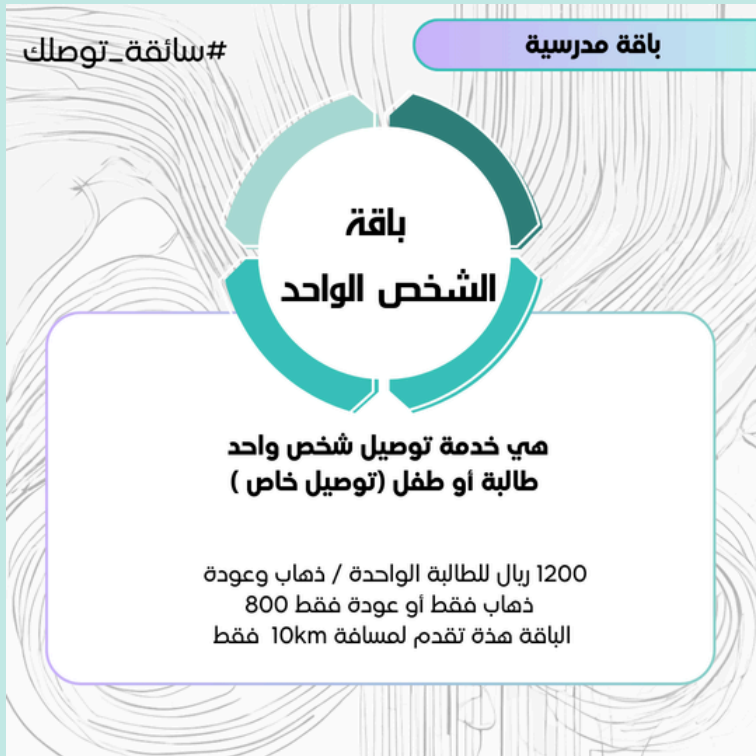 باقة مدرسية
#سائقة_توصلك
باقة
الشخص الواحد
هي خدمة توصيل شخص واحد
طالبة أو طفل (توصيل خاص )
1200 ريال للطالبة الواحدة / ذهاب وعودة
ذهاب فقط أو عودة فقط 800
الباقة هذة تقدم لمسافة 10km فقط